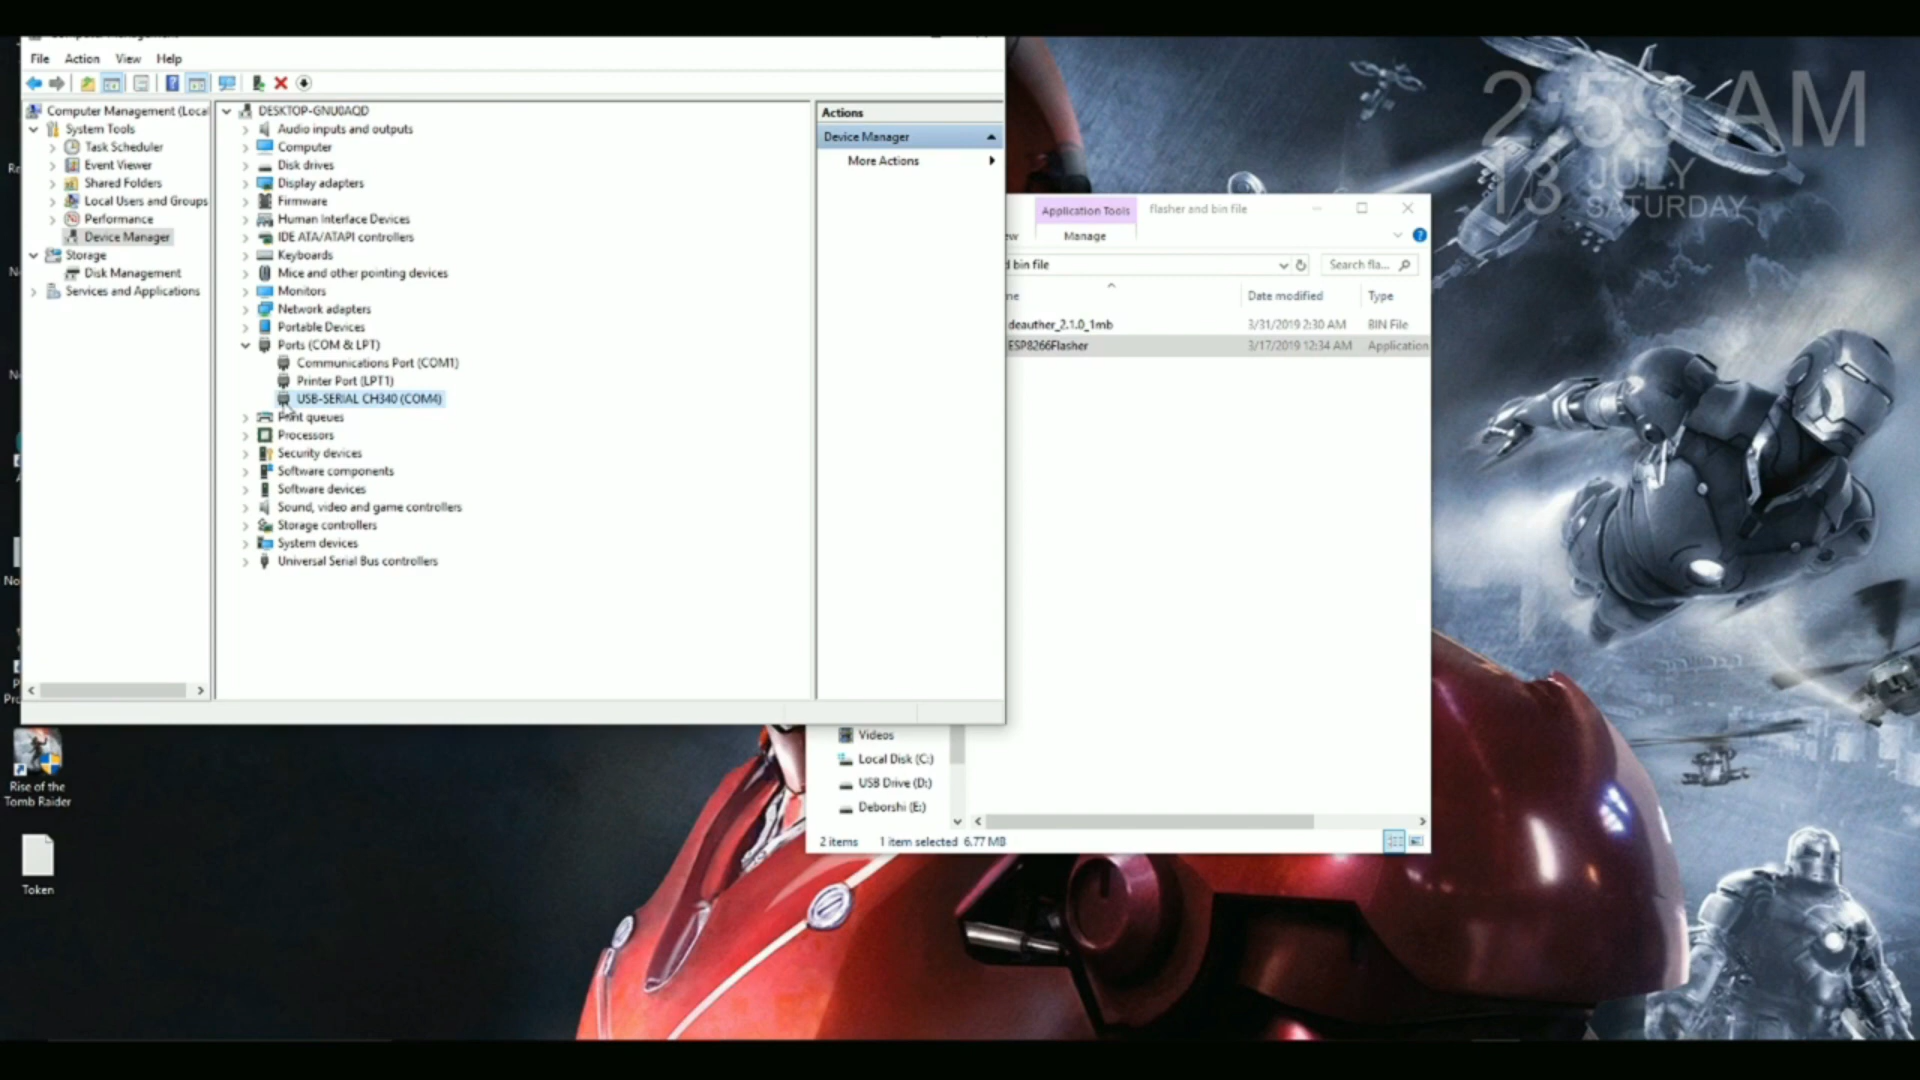 File Action View Help
Computer Management (Local
System Tools
Task Scheduler
Event Viewer
Shared Folders
Local Users and Groups
Performance
Device Manager
Storage
Disk Management
Services and Applications
DESKTOP-GNU0AQD
Audio inputs and outputs
Computer
Disk drives
Display adapters
Firmware
Human Interface Devices
IDE ATA/ATAPI controllers
Keyboards
Mice and other pointing devices
Monitors
Network adapters
Portable Devices
Ports (COM & LPT)
Communications Port (COM1)
Printer Port (LPT1)
USB-SERIAL CH340 (COM4)
Print queues
Processors
Security devices
Software components
Software devices
Sound, video and game controllers
Storage controllers
System devices
Universal Serial Bus controllers
Actions
Device Manager
More Actions
Application Tools flasher and bin file
Manage
bin file Search fla...
Date modified Type
deauther_2.1.0_1mb 3/31/2019 2:30 AM BIN File
ESP8266Flasher 3/17/2019 12:34 AM Application
Videos
Local Disk (C:)
USB Drive (D:)
Deborshi (E:)
2 items 1 item selected 6.77 MB
2:59 AM
13 JULY
SATURDAY
Rise of the
Tomb Raider
Token